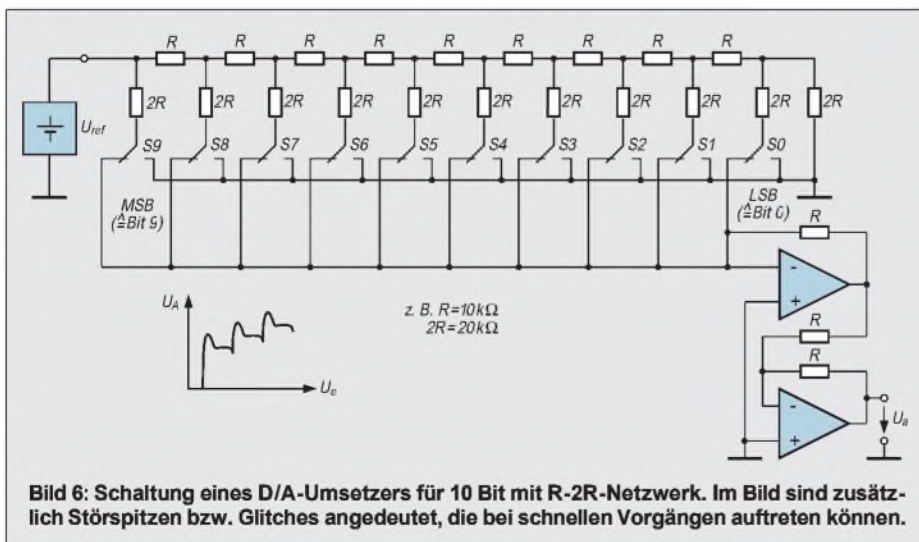 R R R R R R R R R
2R 2R 2R 2R 2R 2R 2R 2R 2R 2R 2R
Uref
S9 S8 S7 S6 S5 S4 S3 S2 S1 S0
MSB
(≙Bit 9)
LSB
(≙Bit 0)
R
-
+
UA
z. B. R=10kΩ
2R=20kΩ
R
Ue
R
-
+
Ua
Bild 6: Schaltung eines D/A-Umsetzers für 10 Bit mit R-2R-Netzwerk. Im Bild sind zusätz-
lich Störspitzen bzw. Glitches angedeutet, die bei schnellen Vorgängen auftreten können.